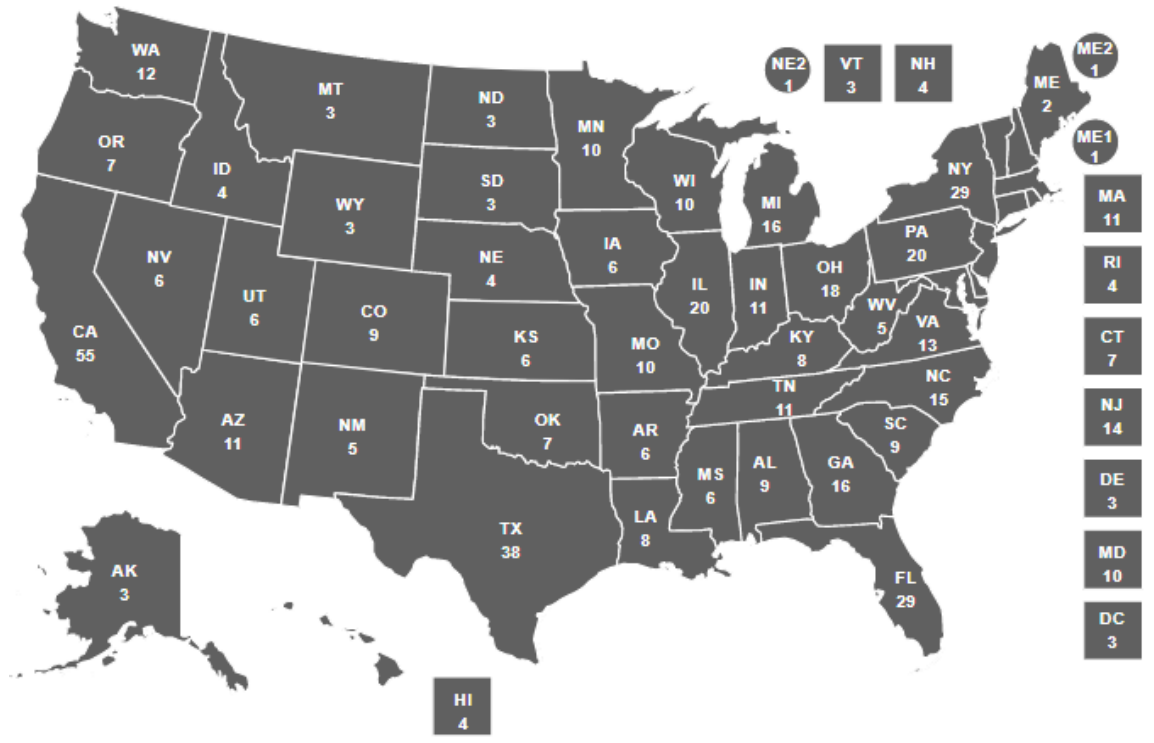 WA
12
OR
7
CA
55
NV
6
ID
4
MT
3
WY
3
UT
6
CO
9
AZ
11
NM
5
ND
3
SD
3
NE
4
KS
6
OK
7
TX
38
MN
10
IA
6
MO
10
AR
6
LA
8
WI
10
IL
20
MI
16
IN
11
OH
18
KY
8
TN
11
MS
6
AL
9
GA
16
FL
29
SC
9
NC
15
VA
13
WV
5
PA
20
NY
29
NE2
1
VT
3
NH
4
ME
2
ME2
1
ME1
1
MA
11
RI
4
CT
7
NJ
14
DE
3
MD
10
DC
3
AK
3
HI
4